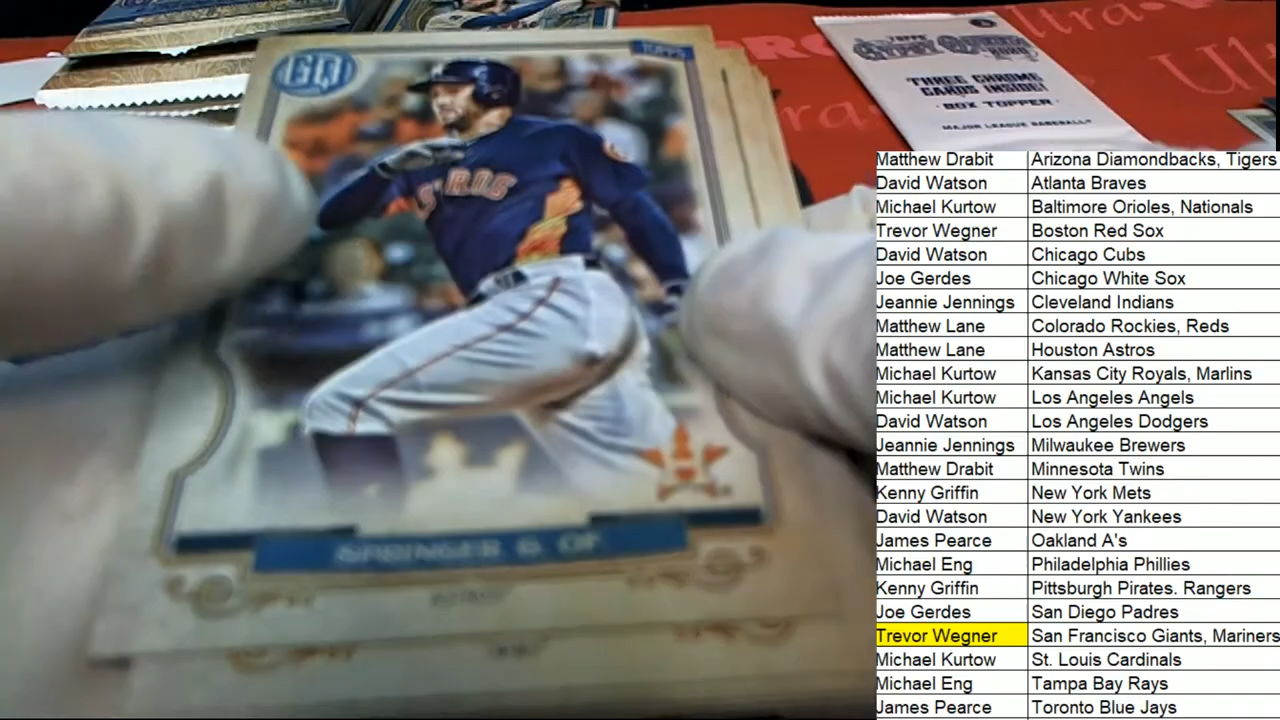 GQ
TOPPS
SPRINGER G. OF
TOPPS
GYPSY QUEEN
THREE CHROME
CARDS INSIDE!
BOX TOPPER
MAJOR LEAGUE BASEBALL
Matthew Drabit Arizona Diamondbacks, Tigers
David Watson Atlanta Braves
Michael Kurtow Baltimore Orioles, Nationals
Trevor Wegner Boston Red Sox
David Watson Chicago Cubs
Joe Gerdes Chicago White Sox
Jeannie Jennings Cleveland Indians
Matthew Lane Colorado Rockies, Reds
Matthew Lane Houston Astros
Michael Kurtow Kansas City Royals, Marlins
Michael Kurtow Los Angeles Angels
David Watson Los Angeles Dodgers
Jeannie Jennings Milwaukee Brewers
Matthew Drabit Minnesota Twins
Kenny Griffin New York Mets
David Watson New York Yankees
James Pearce Oakland A's
Michael Eng Philadelphia Phillies
Kenny Griffin Pittsburgh Pirates. Rangers
Joe Gerdes San Diego Padres
Trevor Wegner San Francisco Giants, Mariners
Michael Kurtow St. Louis Cardinals
Michael Eng Tampa Bay Rays
James Pearce Toronto Blue Jays